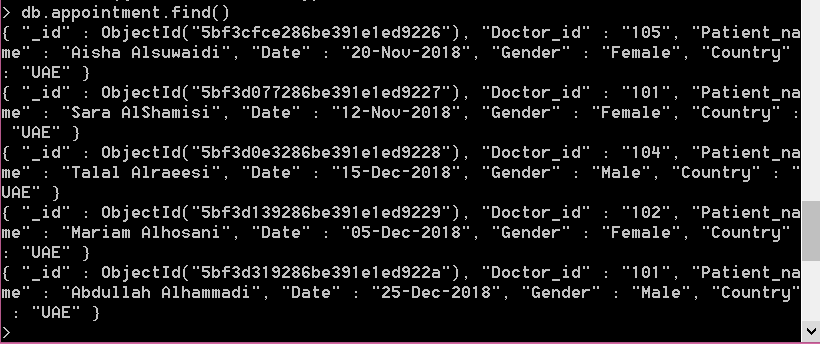 > db.appointment.find()
{ "_id" : ObjectId("5bf3cfce286be391e1ed9226"), "Doctor_id" : "105", "Patient_na
me" : "Aisha Alsuwaidi", "Date" : "20-Nov-2018", "Gender" : "Female", "Country"
: "UAE" }
{ "_id" : ObjectId("5bf3d077286be391e1ed9227"), "Doctor_id" : "101", "Patient_na
me" : "Sara AlShamisi", "Date" : "12-Nov-2018", "Gender" : "Female", "Country" :
"UAE" }
{ "_id" : ObjectId("5bf3d0e3286be391e1ed9228"), "Doctor_id" : "104", "Patient_na
me" : "Talal Alraeesi", "Date" : "15-Dec-2018", "Gender" : "Male", "Country" : "
UAE" }
{ "_id" : ObjectId("5bf3d139286be391e1ed9229"), "Doctor_id" : "102", "Patient_na
me" : "Mariam Alhosani", "Date" : "05-Dec-2018", "Gender" : "Female", "Country"
: "UAE" }
{ "_id" : ObjectId("5bf3d319286be391e1ed922a"), "Doctor_id" : "101", "Patient_na
me" : "Abdullah Alhammadi", "Date" : "25-Dec-2018", "Gender" : "Male", "Country"
: "UAE" }
>